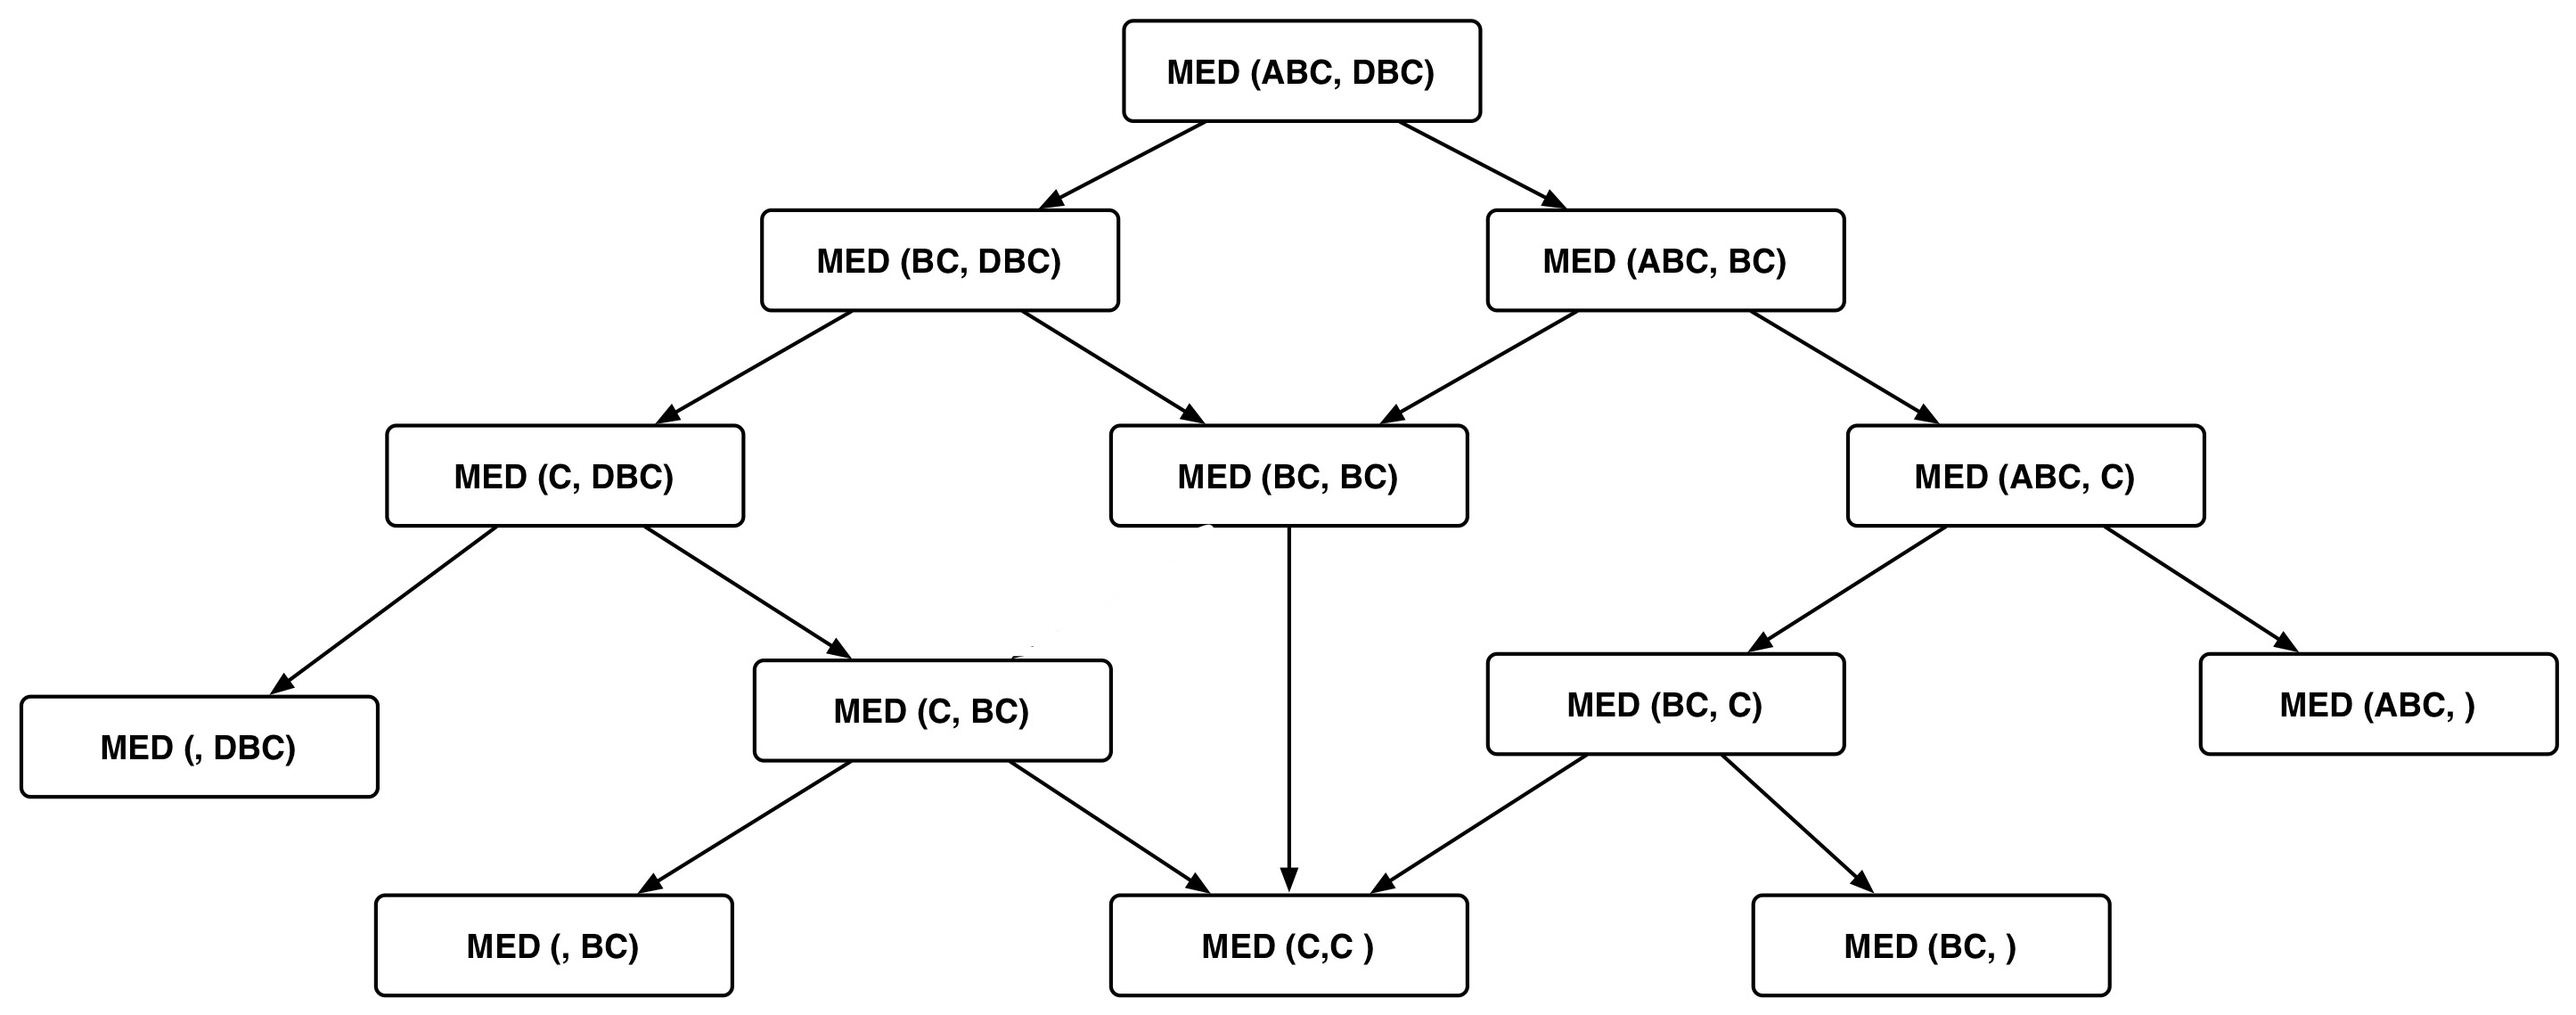 MED (ABC, DBC)
MED (BC, DBC)
MED (ABC, BC)
MED (C, DBC)
MED (BC, BC)
MED (ABC, C)
MED (, DBC)
MED (C, BC)
MED (BC, C)
MED (ABC, )
MED (, BC)
MED (C,C )
MED (BC, )